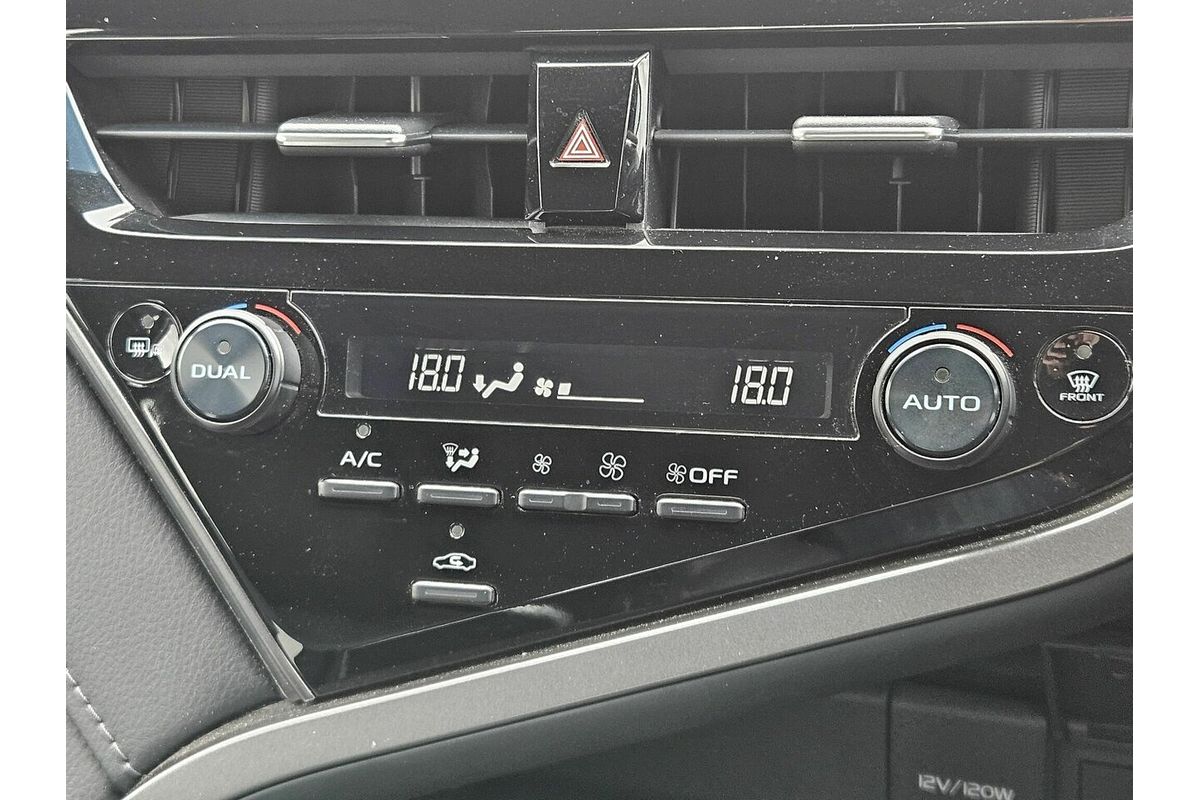 DUAL
18.0
18.0
AUTO
FRONT
A/C
OFF
12V/120W